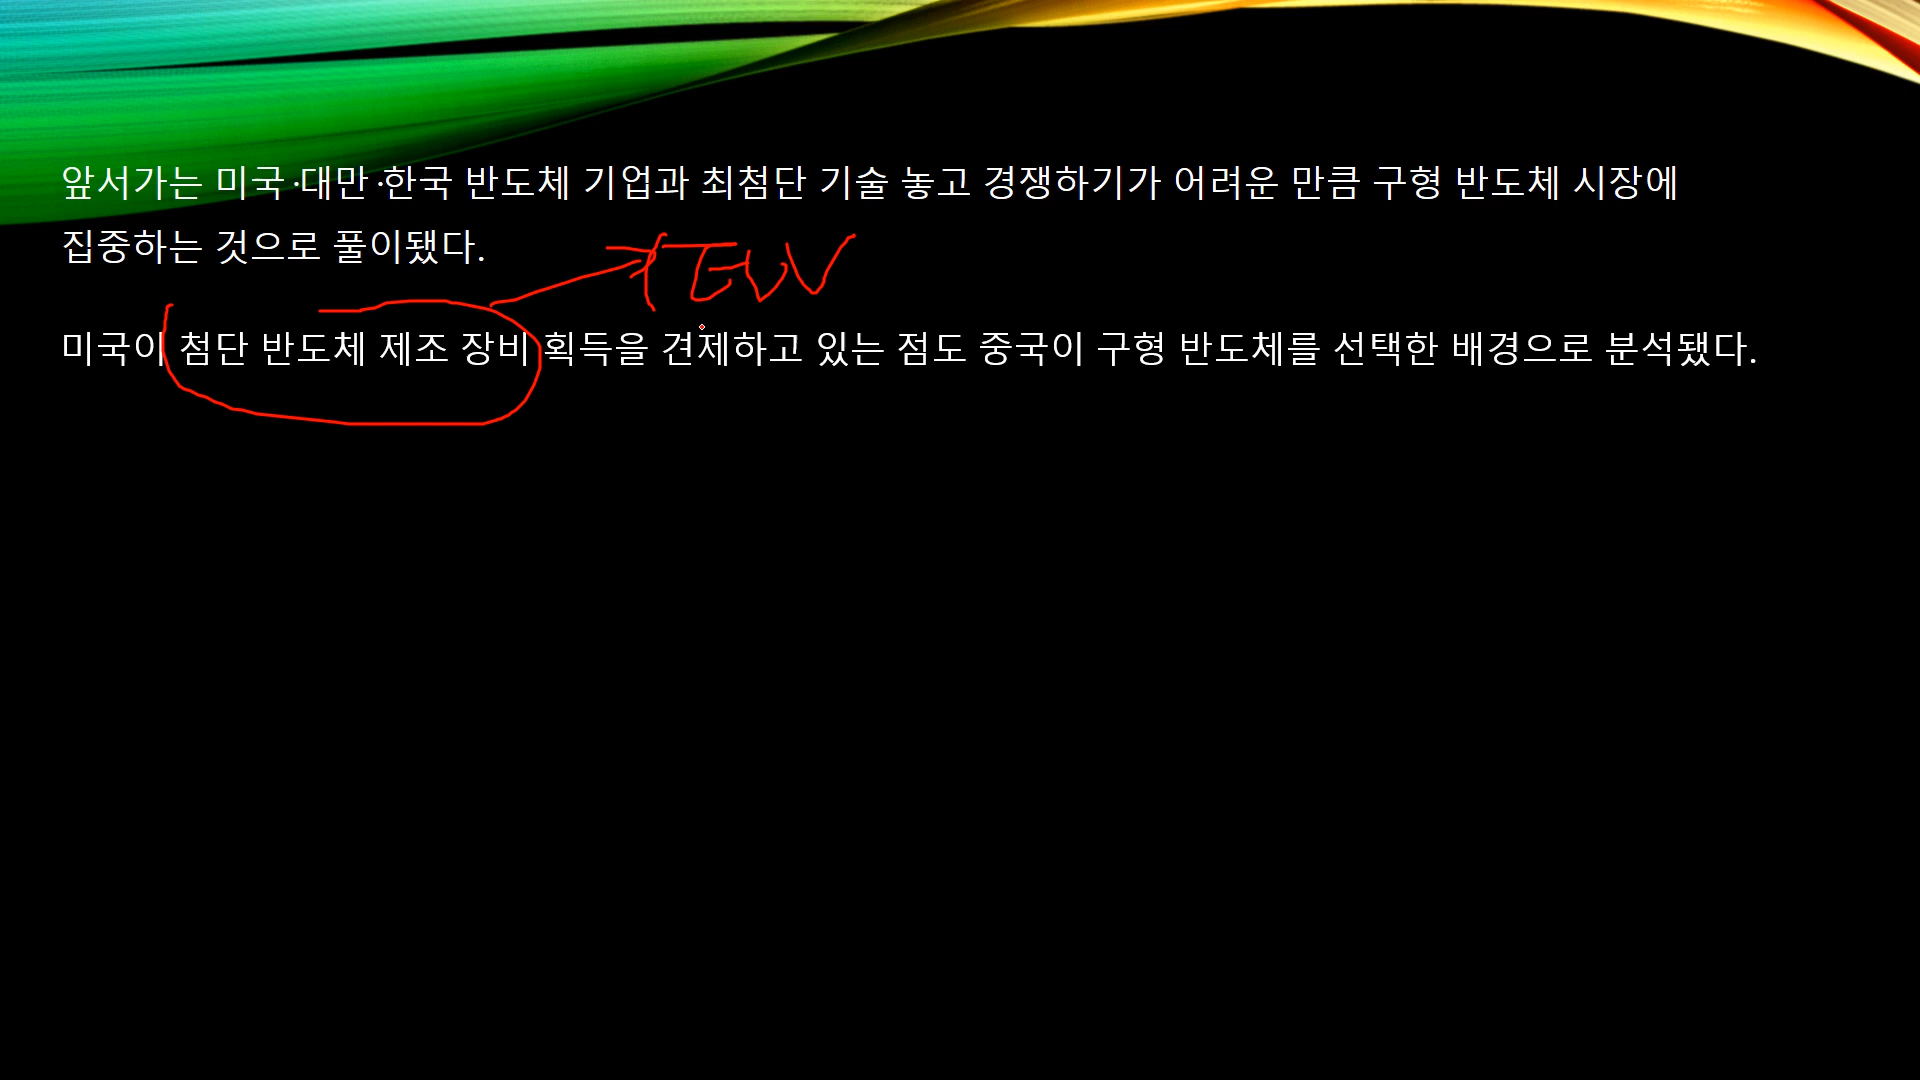 앞서가는 미국·대만·한국 반도체 기업과 최첨단 기술 놓고 경쟁하기가 어려운 만큼 구형 반도체 시장에
집중하는 것으로 풀이됐다.
미국이 첨단 반도체 제조 장비 획득을 견제하고 있는 점도 중국이 구형 반도체를 선택한 배경으로 분석됐다.